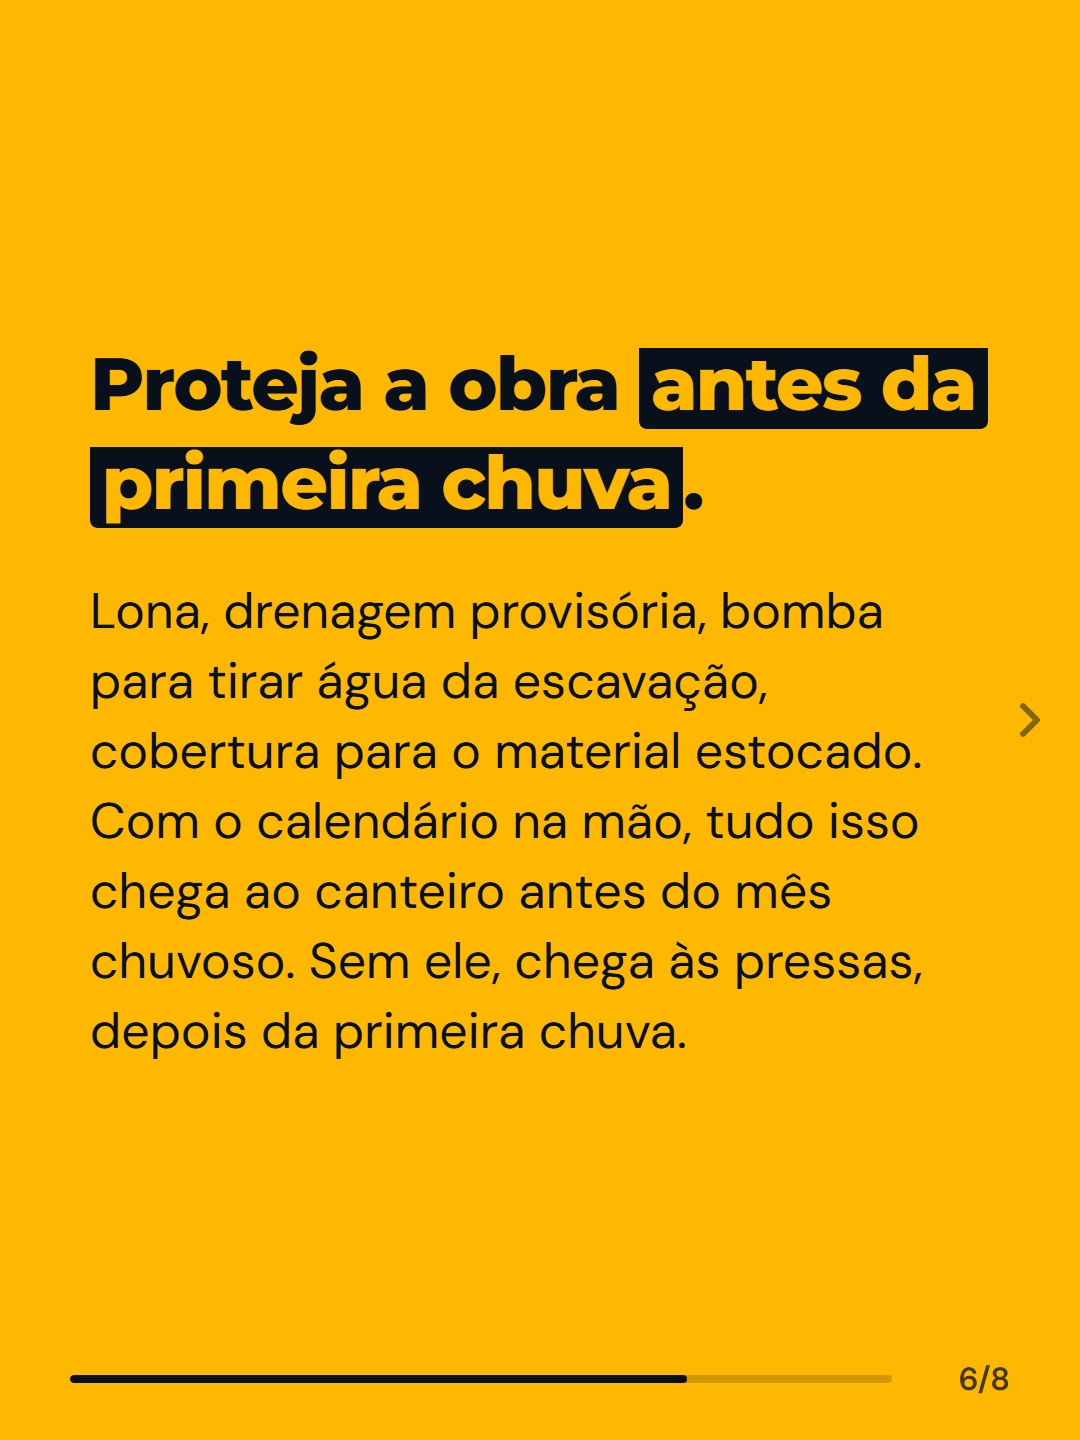 Proteja a obra antes da
primeira chuva.
Lona, drenagem provisória, bomba
para tirar água da escavação,
cobertura para o material estocado.
Com o calendário na mão, tudo isso
chega ao canteiro antes do mês
chuvoso. Sem ele, chega às pressas,
depois da primeira chuva.
6/8